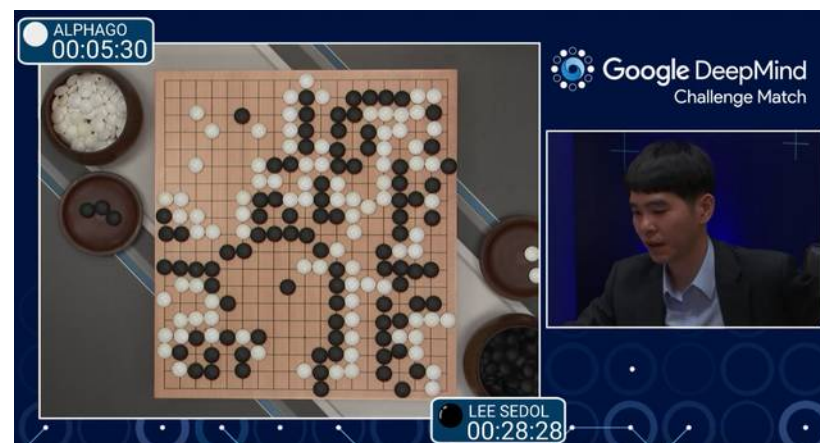 ALPHAGO
00:05:30
Google DeepMind
Challenge Match
LEE SEDOL
00:28:28